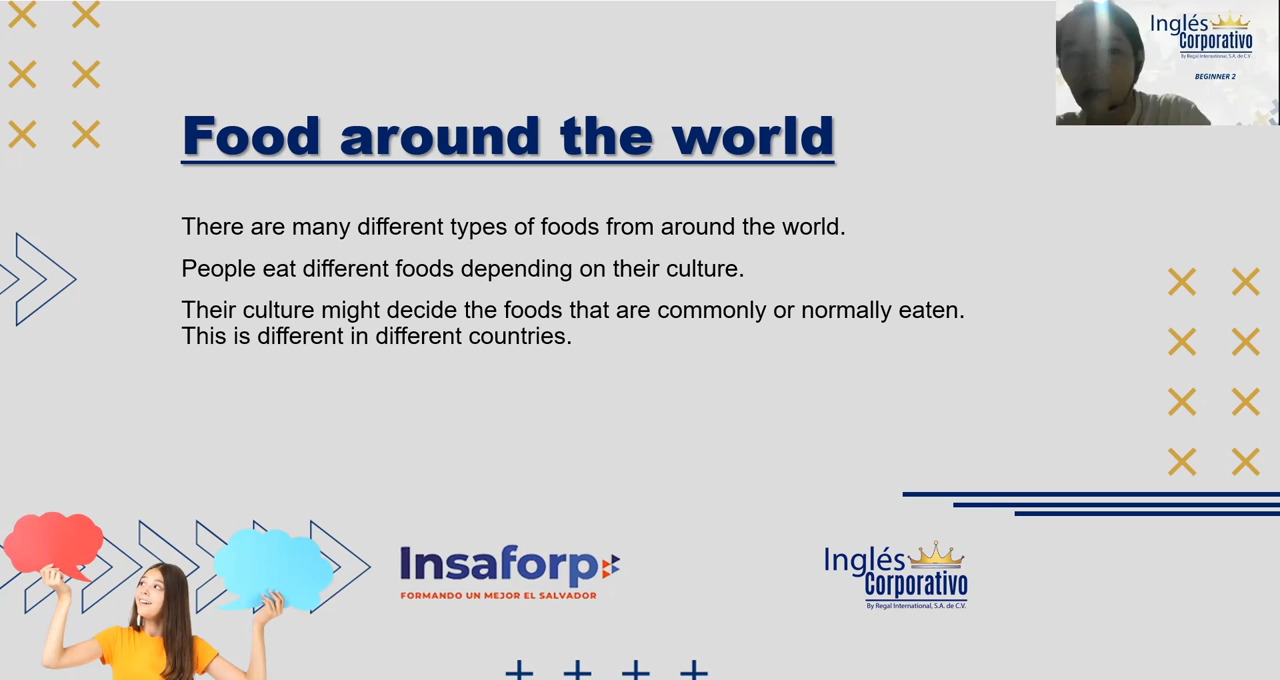 Inglés
Corporativo
By Regal International, S.A. de C.V.
BEGINNER 2
Food around the world
There are many different types of foods from around the world.
People eat different foods depending on their culture.
Their culture might decide the foods that are commonly or normally eaten.
This is different in different countries.
Insaforp
FORMANDO UN MEJOR EL SALVADOR
Inglés
Corporativo
By Regal International, S.A. de C.V.